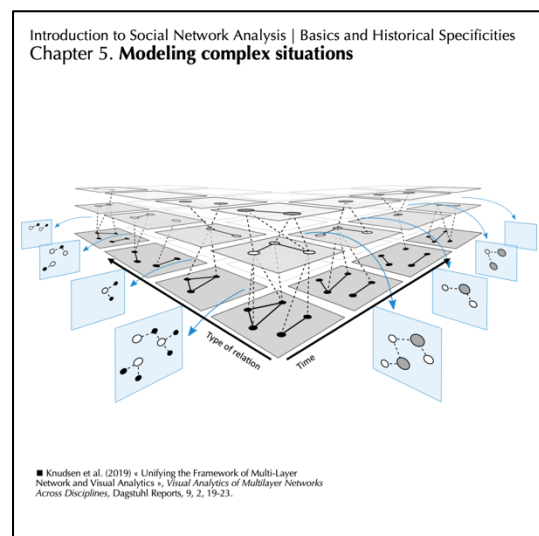 Introduction to Social Network Analysis | Basics and Historical Specificities
Chapter 5. Modeling complex situations
Type of relation
Time
■ Knudsen et al. (2019) « Unifying the Framework of Multi-Layer
Network and Visual Analytics », Visual Analytics of Multilayer Networks
Across Disciplines, Dagstuhl Reports, 9, 2, 19-23.